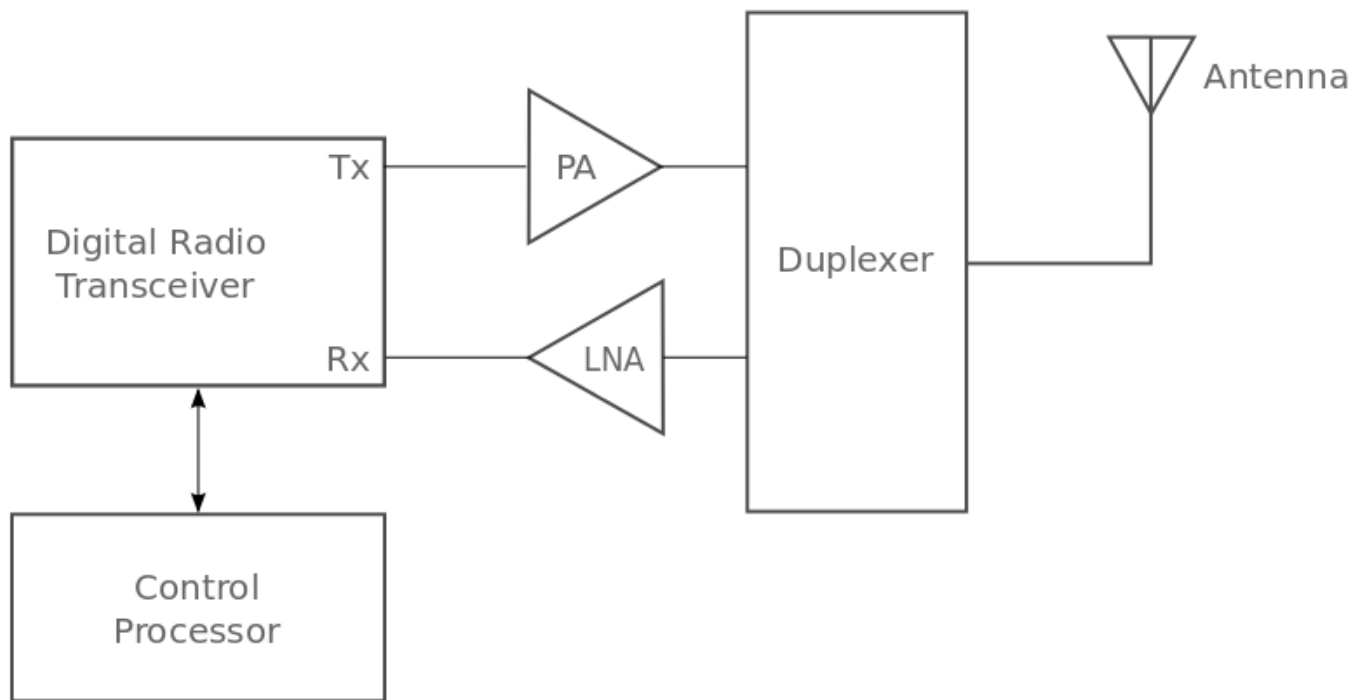 Tx
PA
Antenna
Digital Radio
Transceiver
Duplexer
Rx
LNA
Control
Processor